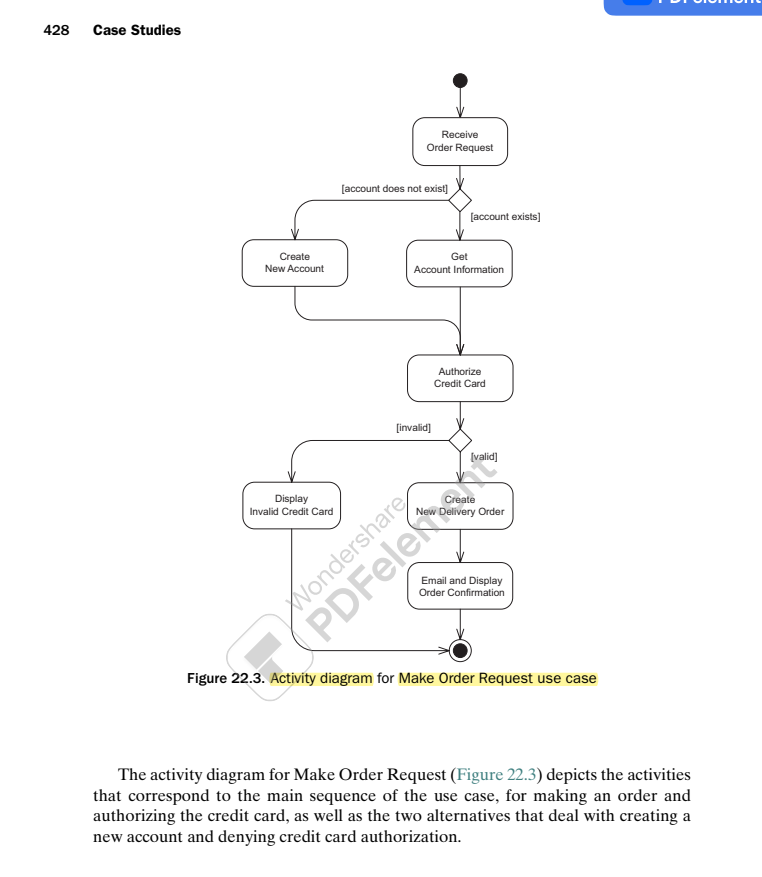 PDFelement
428 Case Studies
Receive
Order Request
[account does not exist]
[account exists]
Create
New Account
Get
Account Information
Authorize
Credit Card
[invalid]
[valid]
Display
Invalid Credit Card
Create
New Delivery Order
Email and Display
Order Confirmation
Wondershare
PDFelement
Figure 22.3. Activity diagram for Make Order Request use case
The activity diagram for Make Order Request (Figure 22.3) depicts the activities
that correspond to the main sequence of the use case, for making an order and
authorizing the credit card, as well as the two alternatives that deal with creating a
new account and denying credit card authorization.